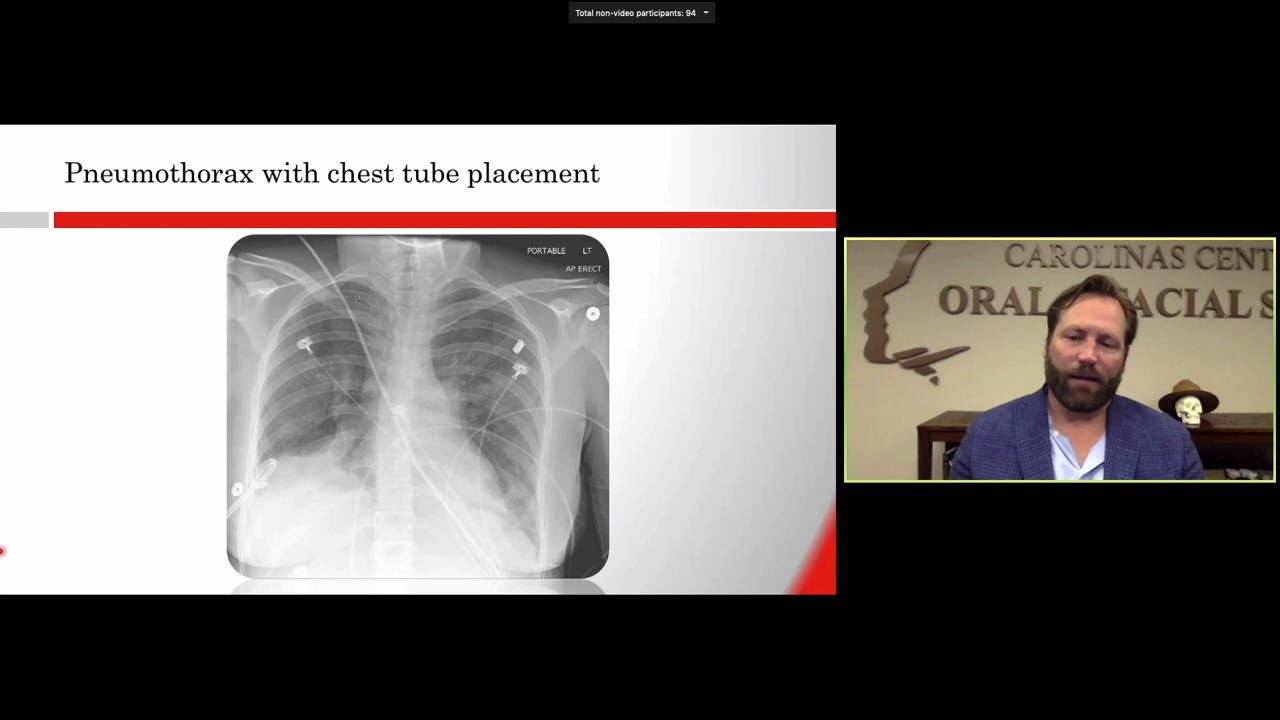 Total non-video participants: 94
Pneumothorax with chest tube placement
PORTABLE LT
AP ERECT
CAROLINAS CENT
ORAL & FACIAL S